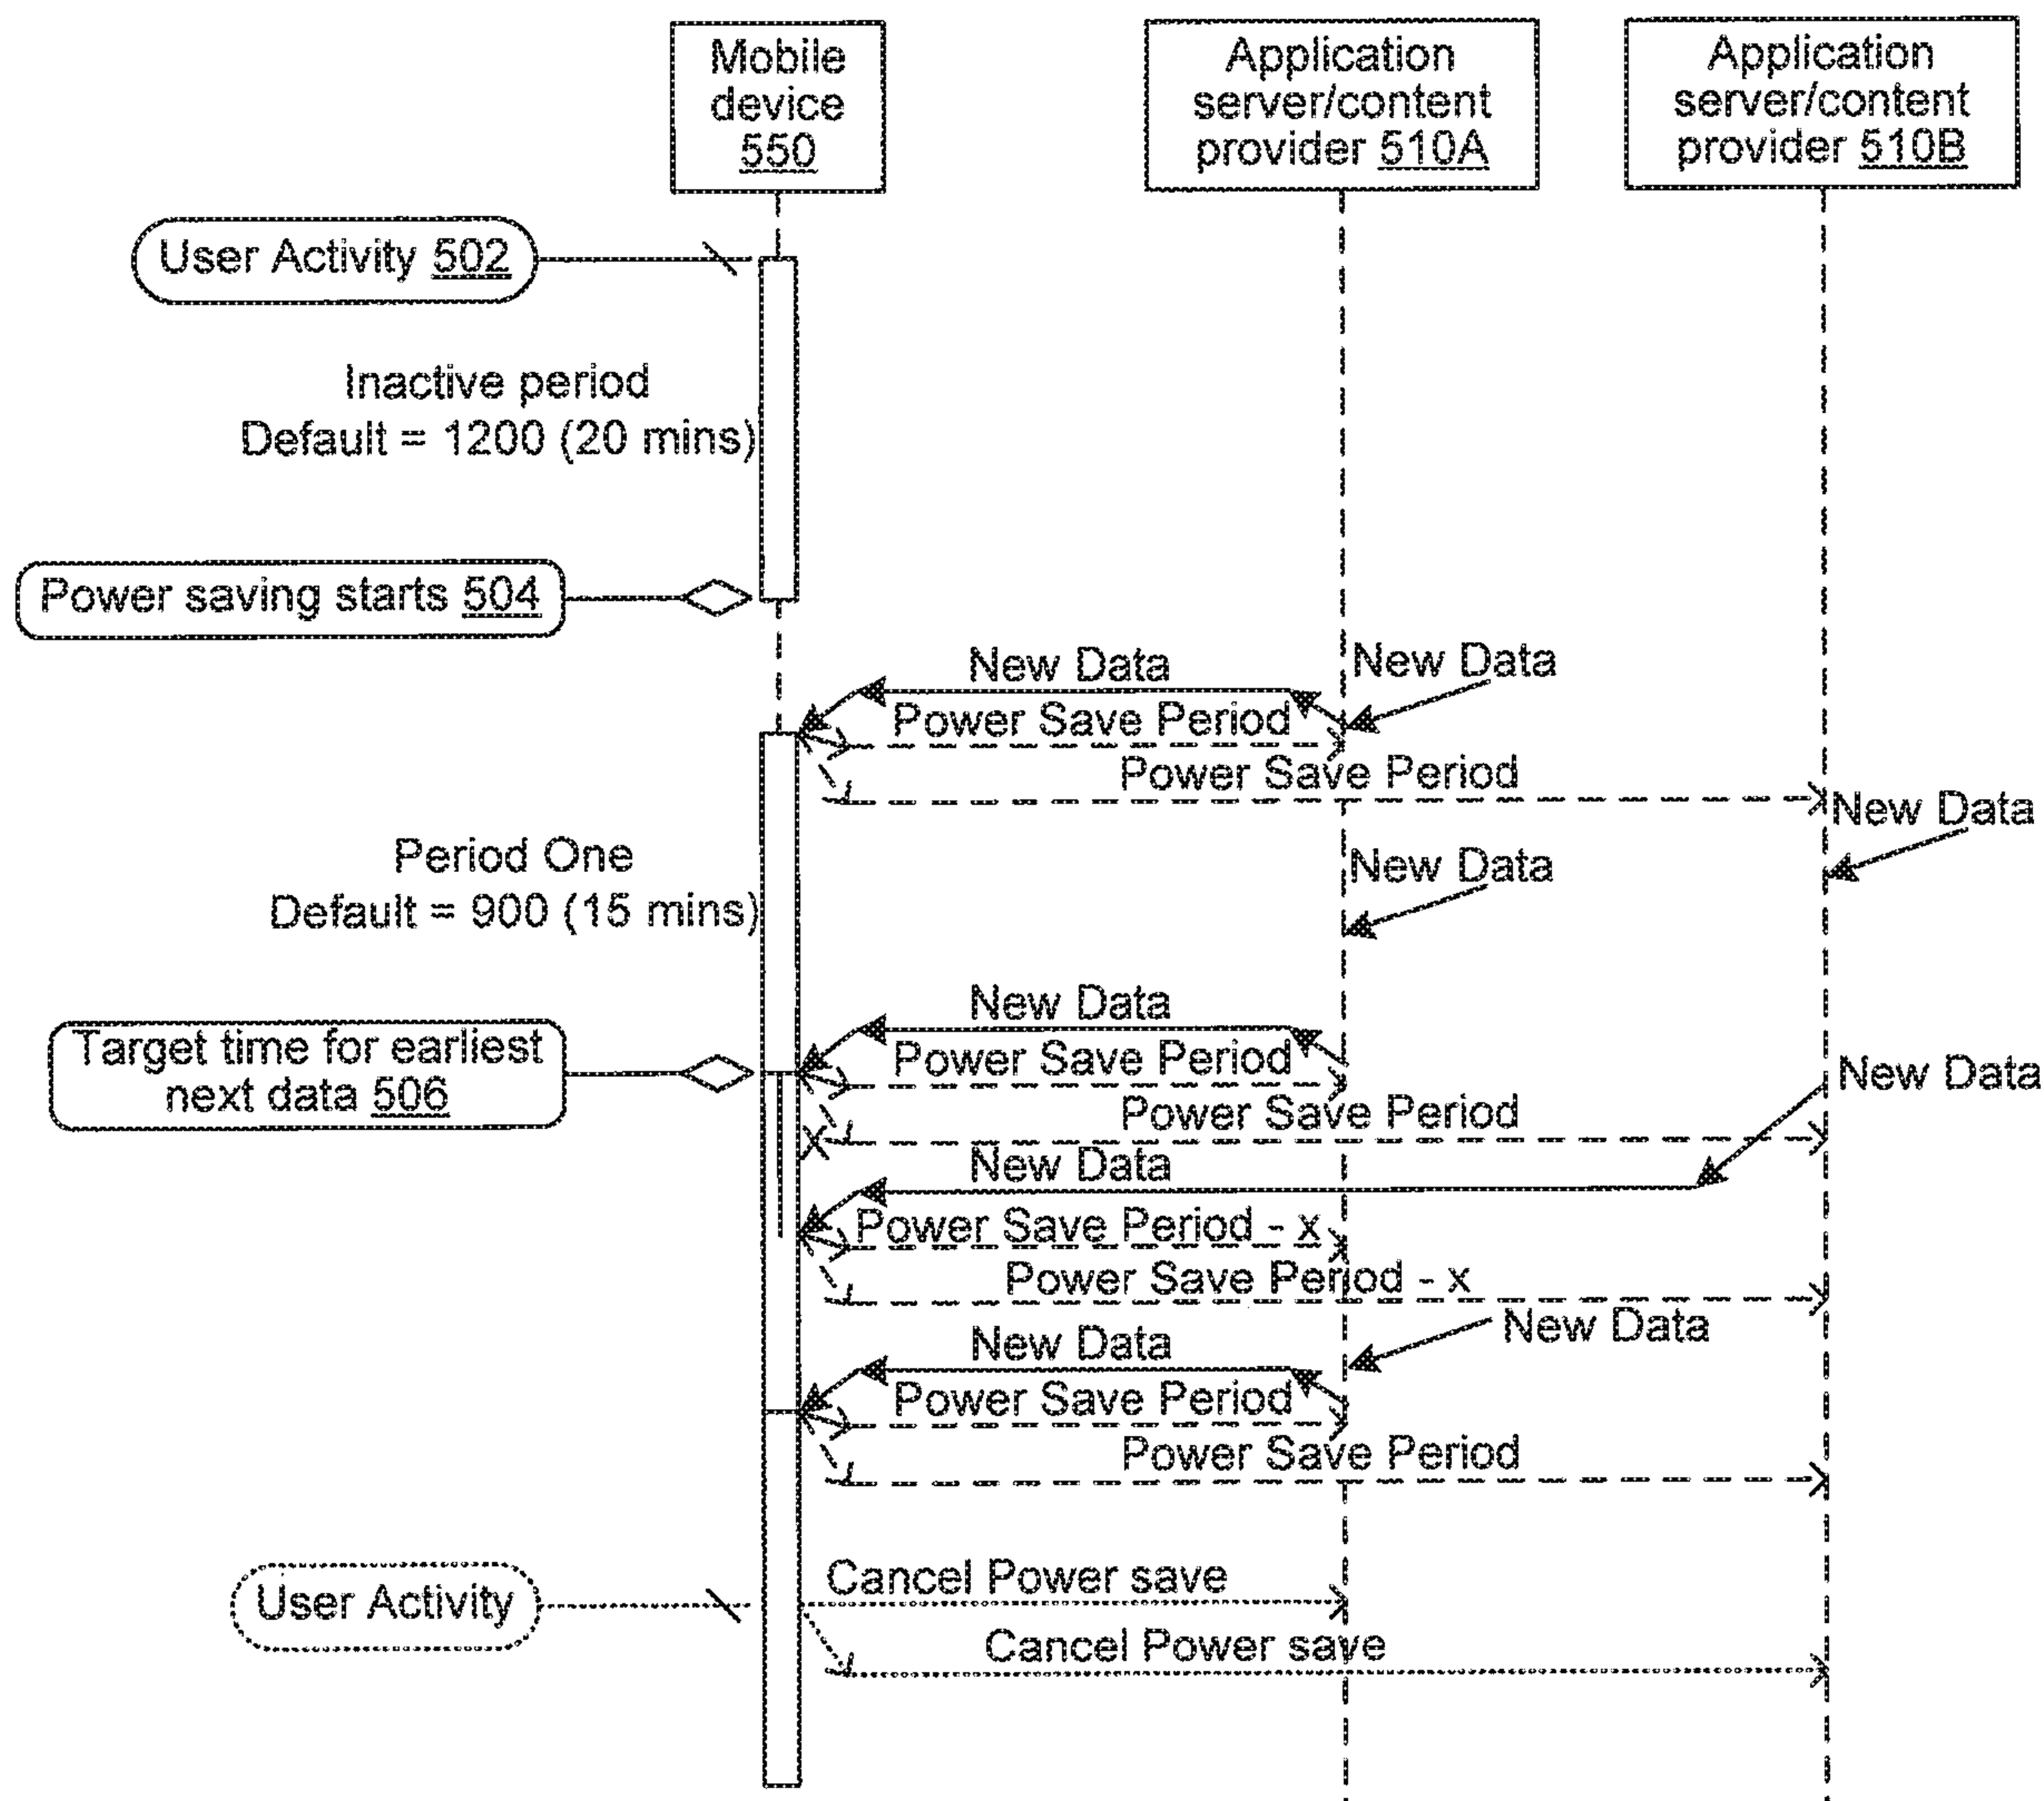 Mobile
device
550
Application
server/content
provider 510A
Application
server/content
provider 510B
User Activity 502
Inactive period
Default = 1200 (20 mins)
Power saving starts 504
New Data
New Data
Power Save Period
Power Save Period
New Data
Period One
Default = 900 (15 mins)
New Data
New Data
Target time for earliest
next data 506
Power Save Period
New Data
Power Save Period
X
New Data
Power Save Period - x
Power Save Period - x
New Data
New Data
Power Save Period
Power Save Period
User Activity
Cancel Power save
Cancel Power save